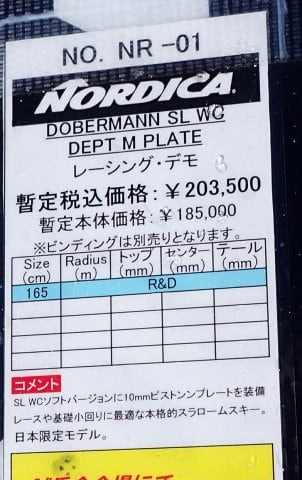 NO. NR-01
NORDICA
DOBERMANN SL WC
DEPT M PLATE
レーシング・デモ
暫定税込価格:￥203,500
暫定本体価格:￥185,000
※ビンディングは別売りとなります。
Size (cm) Radius (m) トップ (mm) センター (mm) テール (mm)
165 R&D
コメント
SL WCソフトバージョンに10mmピストンンプレートを装備
レースや基礎小回りに最適な本格的スラロームスキー。
日本限定モデル。